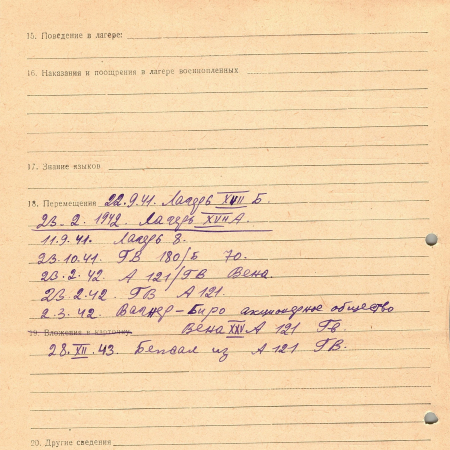 15. Поведение в лагере:
16. Наказания и поощрения в лагере военнопленных
17. Знание языков
18. Перемещения 22.9.41. Лагерь XVII Б.
23-2. 1942. Лагерь XVII А.
11.9.41. Лагерь 8.
23.10.41. ГВ 180/Б 70.
23.2.42 А 121/ГВ Вена.
23.2.42. ГВ А 121.
2.3.42. Вагнер-Биро акционерное общество
19. Вложения в карточку. Вена XXV А 121 Гв.
28.XII.43. Бежал из А 121 ГВ.
20. Другие сведения